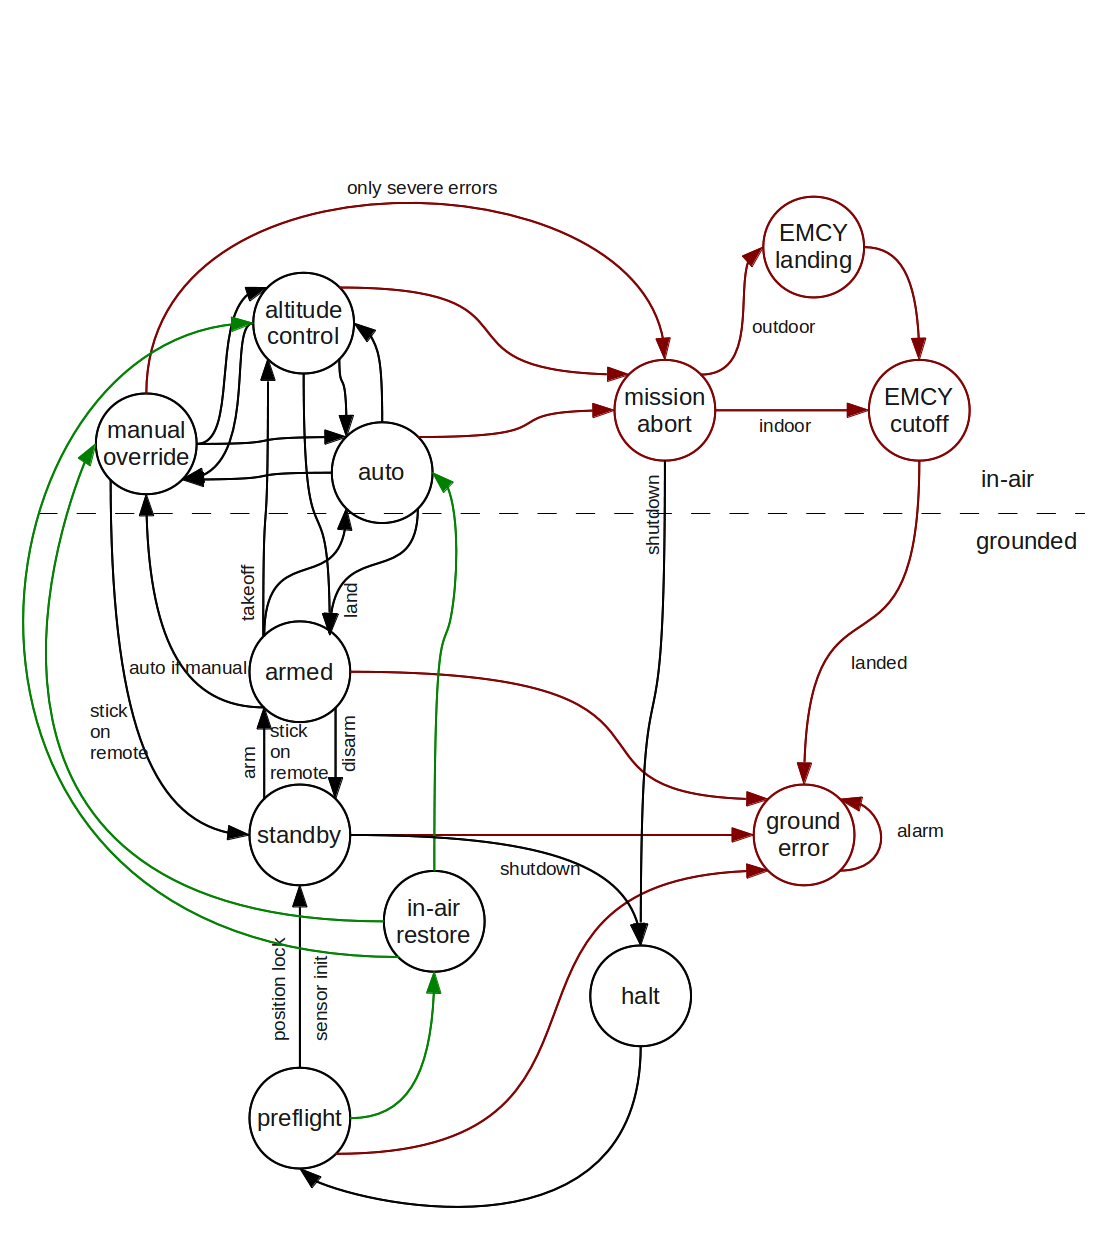 only severe errors
EMCY
landing
altitude
control
outdoor
mission
abort
EMCY
cutoff
manual
override
indoor
auto
in-air
shutdown
grounded
takeoff
land
landed
auto if manual
armed
stick
on
remote
stick
on
remote
arm
disarm
ground
error
alarm
standby
shutdown
in-air
restore
position lock
sensor init
halt
preflight